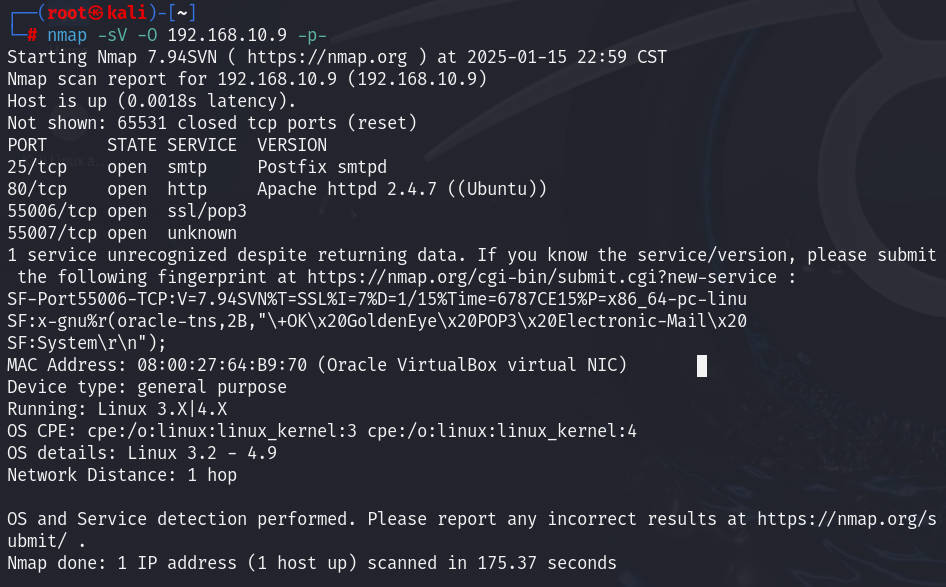 ┌──(root㉿kali)-[~]
└─# nmap -sV -O 192.168.10.9 -p-
Starting Nmap 7.94SVN ( https://nmap.org ) at 2025-01-15 22:59 CST
Nmap scan report for 192.168.10.9 (192.168.10.9)
Host is up (0.0018s latency).
Not shown: 65531 closed tcp ports (reset)
PORT      STATE SERVICE  VERSION
25/tcp    open  smtp     Postfix smtpd
80/tcp    open  http     Apache httpd 2.4.7 ((Ubuntu))
55006/tcp open  ssl/pop3
55007/tcp open  unknown
1 service unrecognized despite returning data. If you know the service/version, please submit
 the following fingerprint at https://nmap.org/cgi-bin/submit.cgi?new-service :
SF-Port55006-TCP:V=7.94SVN%T=SSL%I=7%D=1/15%Time=6787CE15%P=x86_64-pc-linu
SF:x-gnu%r(oracle-tns,2B,"\+OK\x20GoldenEye\x20POP3\x20Electronic-Mail\x20
SF:System\r\n");
MAC Address: 08:00:27:64:B9:70 (Oracle VirtualBox virtual NIC)
Device type: general purpose
Running: Linux 3.X|4.X
OS CPE: cpe:/o:linux:linux_kernel:3 cpe:/o:linux:linux_kernel:4
OS details: Linux 3.2 - 4.9
Network Distance: 1 hop

OS and Service detection performed. Please report any incorrect results at https://nmap.org/s
ubmit/ .
Nmap done: 1 IP address (1 host up) scanned in 175.37 seconds